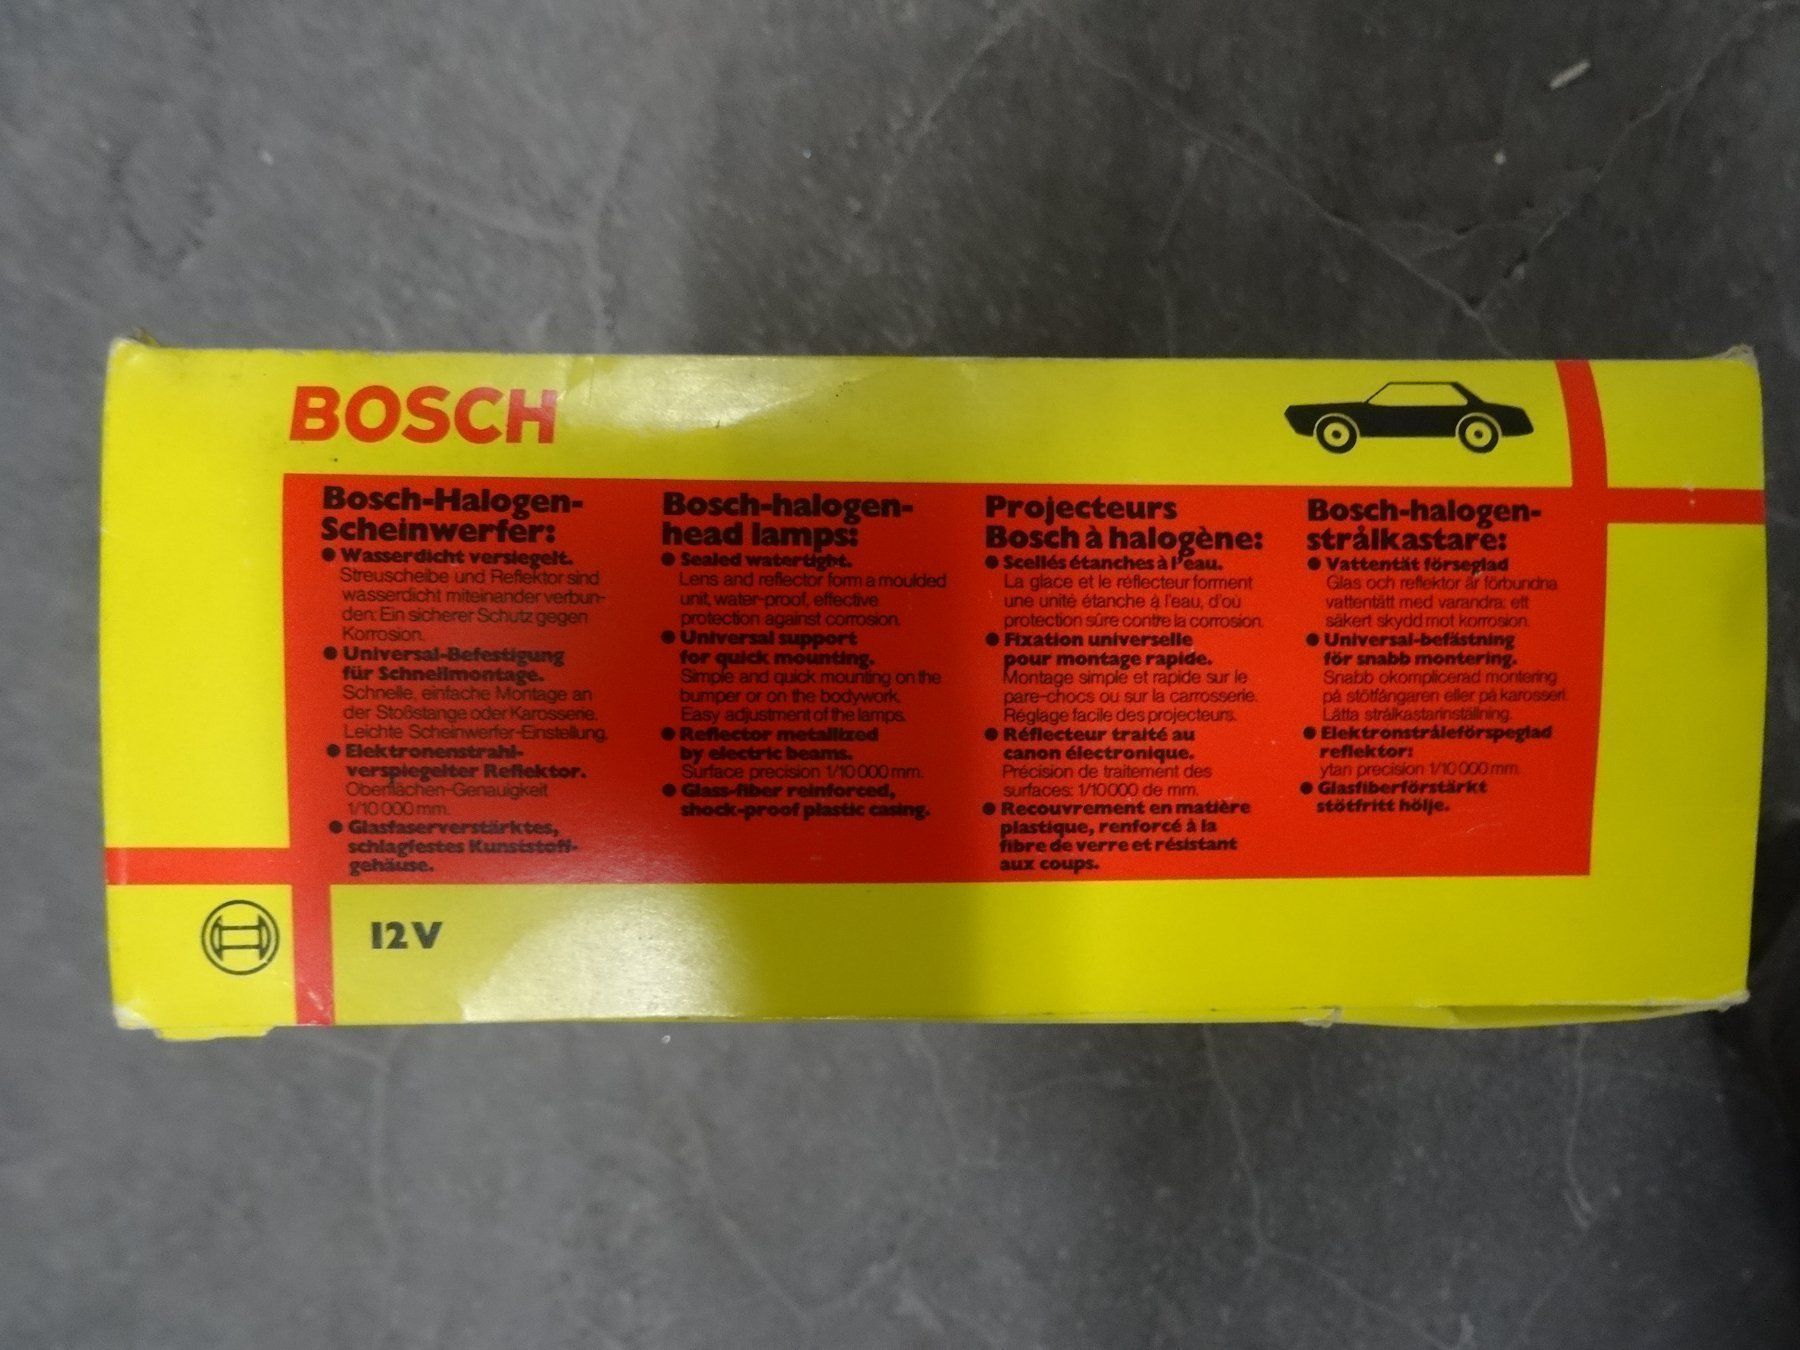 BOSCH
Bosch-Halogen-
Scheinwerfer:
● Wasserdicht versiegelt.
Streuscheibe und Reflektor sind
wasserdicht miteinander verbun-
den: Ein sicherer Schutz gegen
Korrosion.
● Universal-Befestigung
für Schnellmontage.
Schnelle, einfache Montage an
der Stoßstange oder Karosserie.
Leichte Scheinwerfer-Einstellung.
● Elektronenstrahl-
verspiegelter Reflektor.
Oberflächen-Genauigkeit
1/10 000 mm.
● Glasfaserverstärktes,
schlagfestes Kunststoff-
gehäuse.
Bosch-halogen-
head lamps:
● Sealed watertight.
Lens and reflector form a moulded
unit, water-proof, effective
protection against corrosion.
● Universal support
for quick mounting.
Simple and quick mounting on the
bumper or on the bodywork.
Easy adjustment of the lamps.
● Reflector metallized
by electric beams.
Surface precision 1/10 000 mm.
● Glass-fiber reinforced,
shock-proof plastic casing.
Projecteurs
Bosch à halogène:
● Scellés étanches à l'eau.
La glace et le réflecteur forment
une unité étanche à l'eau, d'où
protection sûre contre la corrosion.
● Fixation universelle
pour montage rapide.
Montage simple et rapide sur le
pare-chocs ou sur la carrosserie.
Réglage facile des projecteurs.
● Réflecteur traité au
canon électronique.
Précision de traitement des
surfaces: 1/10 000 de mm.
● Recouvrement en matière
plastique, renforcé à la
fibre de verre et résistant
aux coups.
Bosch-halogen-
strålkastare:
● Vattentät förseglad
Glas och reflektor är förbundna
vattentätt med varandra: ett
säkert skydd mot korrosion.
● Universal-befästning
för snabb montering.
Snabb okomplicerad montering
på stötfångaren eller på karosseri.
Lätta strålkastarinställning.
● Elektronstråleförspeglad
reflektor:
ytan precision 1/10 000 mm.
● Glasfiberförstärkt
stötfritt hölje.
12 V